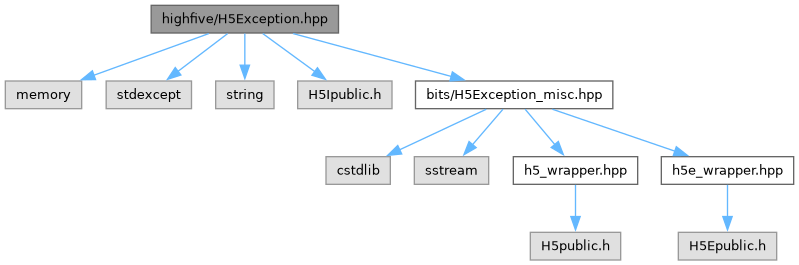 highfive/H5Exception.hpp
memory
stdexcept
string
H5Ipublic.h
bits/H5Exception_misc.hpp
cstdlib
sstream
h5_wrapper.hpp
h5e_wrapper.hpp
H5public.h
H5Epublic.h